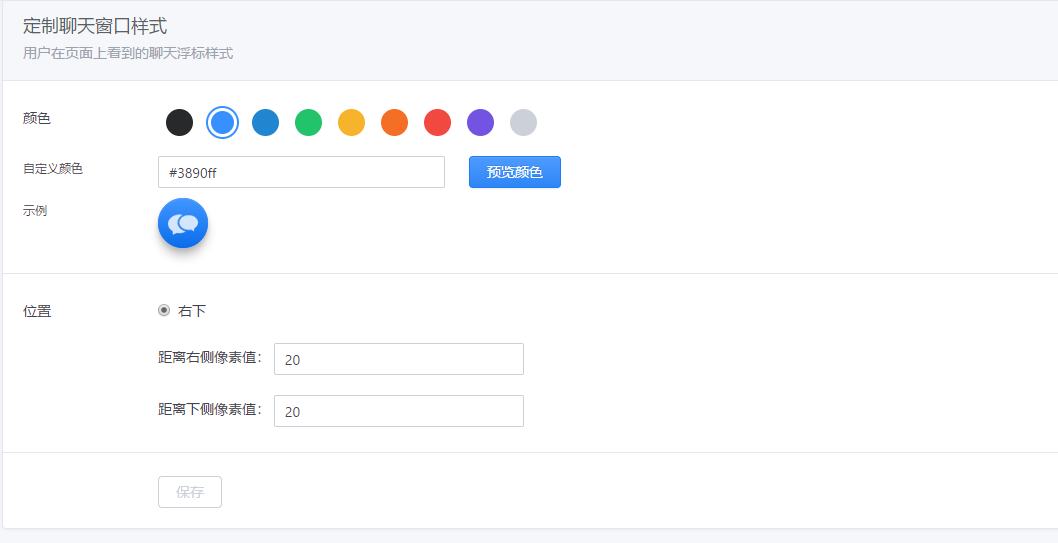 定制聊天窗口样式
用户在页面上看到的聊天浮标样式
颜色
自定义颜色 #3890ff 预览颜色
示例
位置 右下
距离右侧像素值： 20
距离下侧像素值： 20
保存